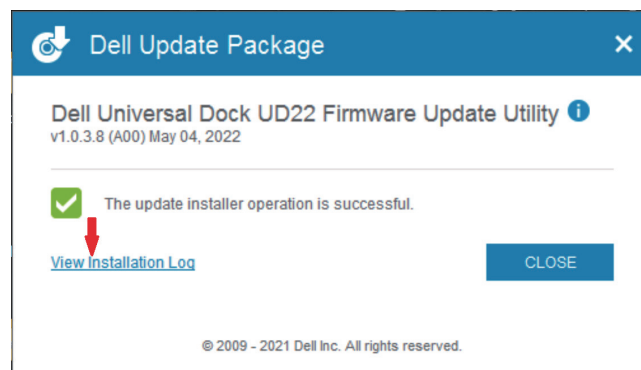 Dell Update Package
Dell Universal Dock UD22 Firmware Update Utility i
v1.0.3.8 (A00) May 04, 2022
The update installer operation is successful.
View Installation Log
CLOSE
© 2009 - 2021 Dell Inc. All rights reserved.